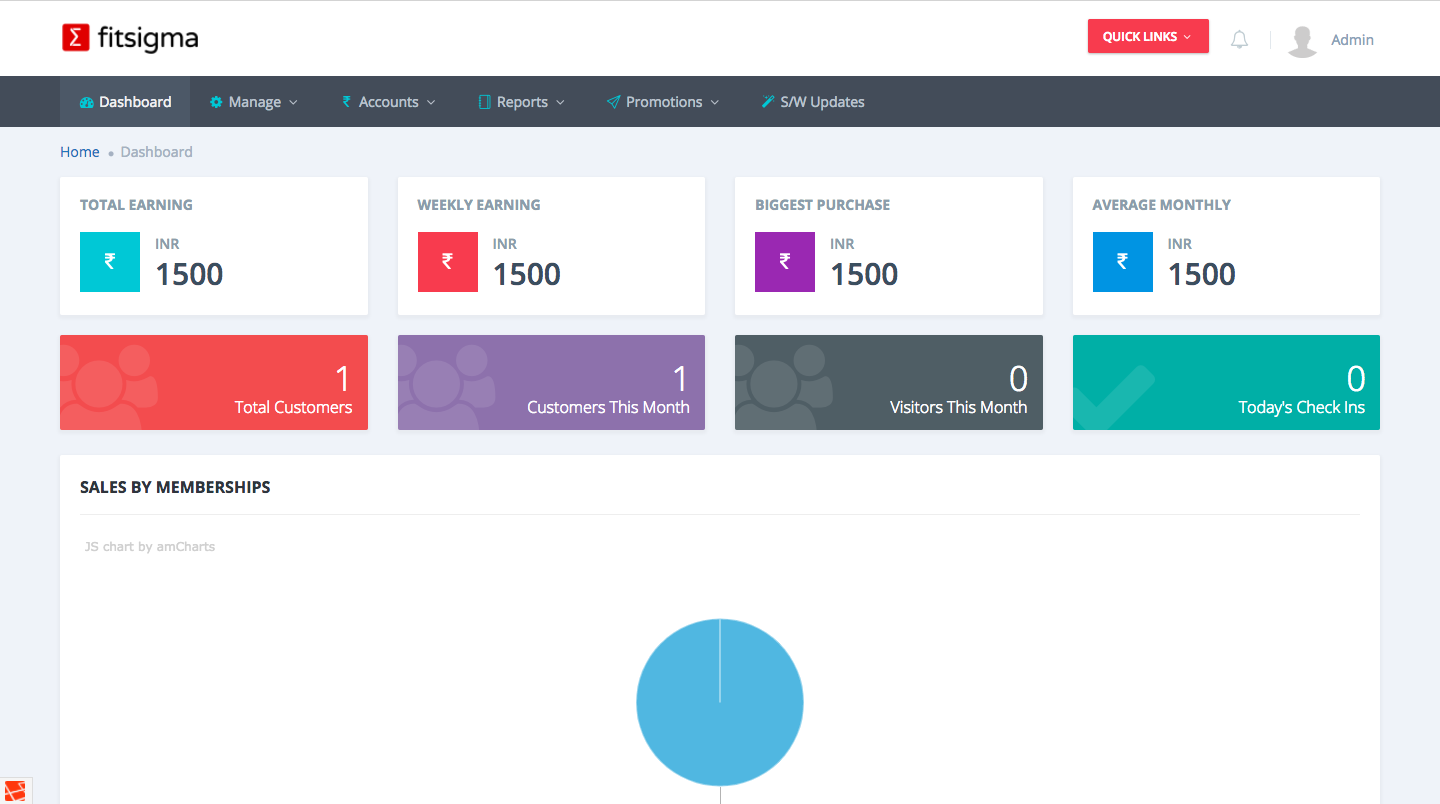 Σ fitsigma
QUICK LINKS
Admin
Dashboard
Manage
Accounts
Reports
Promotions
S/W Updates
Home
Dashboard
TOTAL EARNING
₹
INR
1500
WEEKLY EARNING
₹
INR
1500
BIGGEST PURCHASE
₹
INR
1500
AVERAGE MONTHLY
₹
INR
1500
1
Total Customers
1
Customers This Month
0
Visitors This Month
0
Today's Check Ins
SALES BY MEMBERSHIPS
JS chart by amCharts